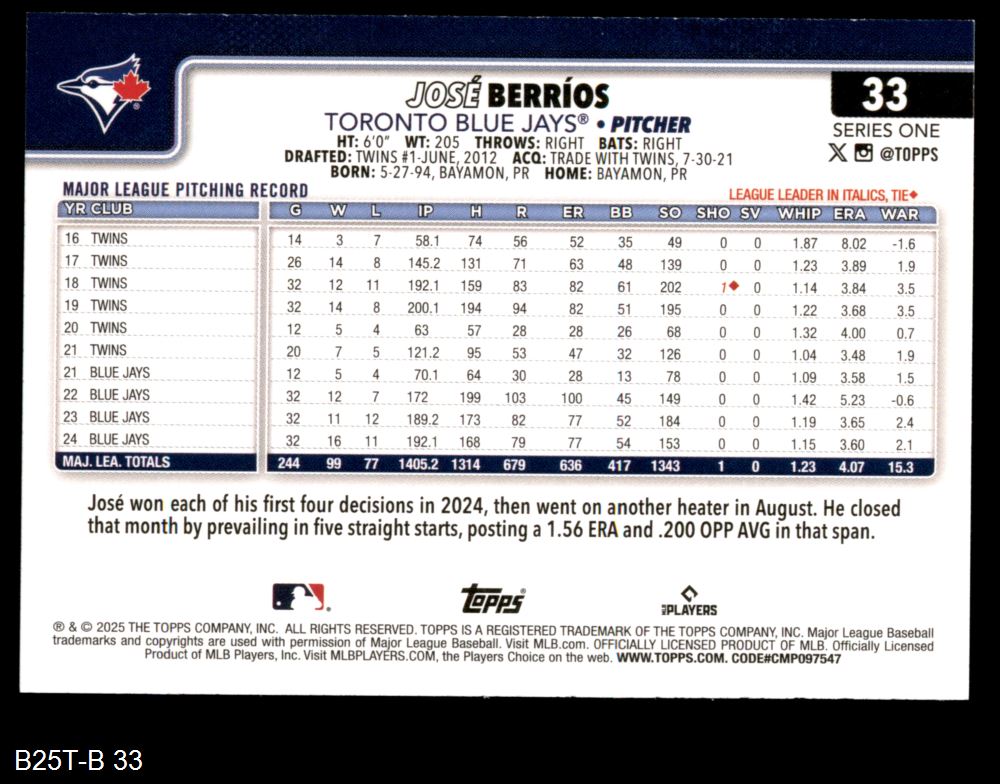 JOSÉ BERRÍOS
33
TORONTO BLUE JAYS® • PITCHER
SERIES ONE
HT: 6'0" WT: 205 THROWS: RIGHT BATS: RIGHT
@TOPPS
DRAFTED: TWINS #1-JUNE, 2012 ACQ: TRADE WITH TWINS, 7-30-21
BORN: 5-27-94, BAYAMON, PR HOME: BAYAMON, PR
MAJOR LEAGUE PITCHING RECORD
LEAGUE LEADER IN ITALICS, TIE♦
YR CLUB G W L IP H R ER BB SO SHO SV WHIP ERA WAR
16 TWINS 14 3 7 58.1 74 56 52 35 49 0 0 1.87 8.02 -1.6
17 TWINS 26 14 8 145.2 131 71 63 48 139 0 0 1.23 3.89 1.9
18 TWINS 32 12 11 192.1 159 83 82 61 202 1♦ 0 1.14 3.84 3.5
19 TWINS 32 14 8 200.1 194 94 82 51 195 0 0 1.22 3.68 3.5
20 TWINS 12 5 4 63 57 28 28 26 68 0 0 1.32 4.00 0.7
21 TWINS 20 7 5 121.2 95 53 47 32 126 0 0 1.04 3.48 1.9
21 BLUE JAYS 12 5 4 70.1 64 30 28 13 78 0 0 1.09 3.58 1.5
22 BLUE JAYS 32 12 7 172 199 103 100 45 149 0 0 1.42 5.23 -0.6
23 BLUE JAYS 32 11 12 189.2 173 82 77 52 184 0 0 1.19 3.65 2.4
24 BLUE JAYS 32 16 11 192.1 168 79 77 54 153 0 0 1.15 3.60 2.1
MAJ. LEA. TOTALS 244 99 77 1405.2 1314 679 636 417 1343 1 0 1.23 4.07 15.3
José won each of his first four decisions in 2024, then went on another heater in August. He closed
that month by prevailing in five straight starts, posting a 1.56 ERA and .200 OPP AVG in that span.
Topps®
MLB PLAYERS
® & © 2025 THE TOPPS COMPANY, INC. ALL RIGHTS RESERVED. TOPPS IS A REGISTERED TRADEMARK OF THE TOPPS COMPANY, INC. Major League Baseball
trademarks and copyrights are used with permission of Major League Baseball. Visit MLB.com. OFFICIALLY LICENSED PRODUCT OF MLB. Officially Licensed
Product of MLB Players, Inc. Visit MLBPLAYERS.COM, the Players Choice on the web. WWW.TOPPS.COM. CODE#CMP097547
B25T-B 33